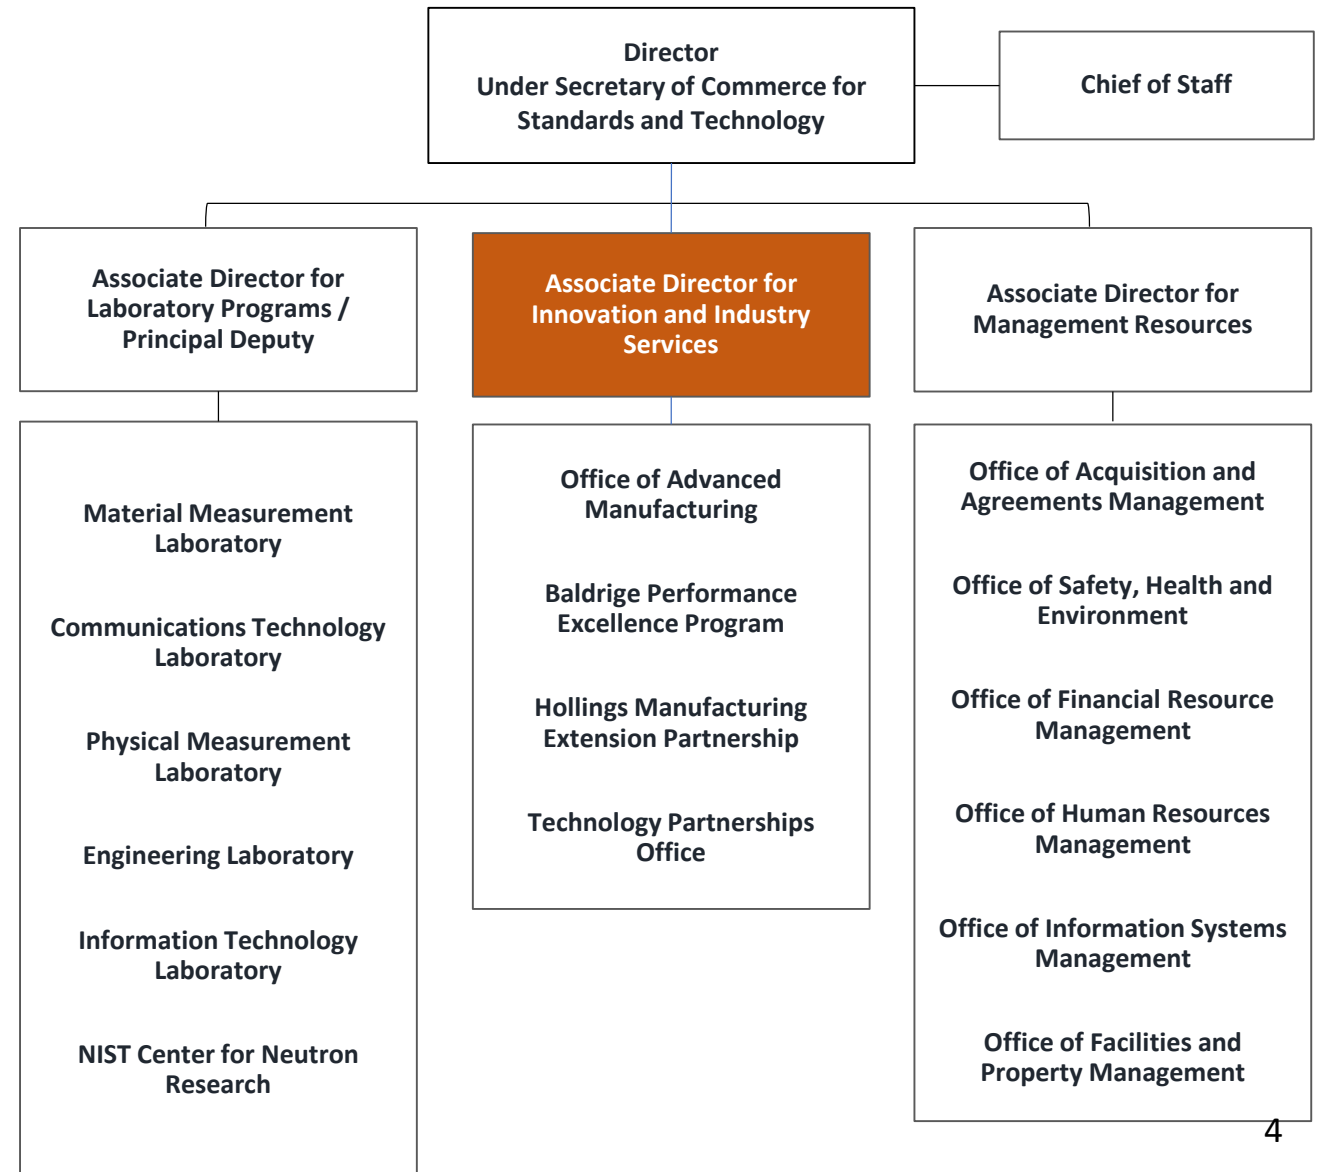 Director
Under Secretary of Commerce for
Standards and Technology
Chief of Staff
Associate Director for
Laboratory Programs /
Principal Deputy
Associate Director for
Innovation and Industry
Services
Associate Director for
Management Resources
Material Measurement
Laboratory
Communications Technology
Laboratory
Physical Measurement
Laboratory
Engineering Laboratory
Information Technology
Laboratory
NIST Center for Neutron
Research
Office of Advanced
Manufacturing
Baldrige Performance
Excellence Program
Hollings Manufacturing
Extension Partnership
Technology Partnerships
Office
Office of Acquisition and
Agreements Management
Office of Safety, Health and
Environment
Office of Financial Resource
Management
Office of Human Resources
Management
Office of Information Systems
Management
Office of Facilities and
Property Management
4